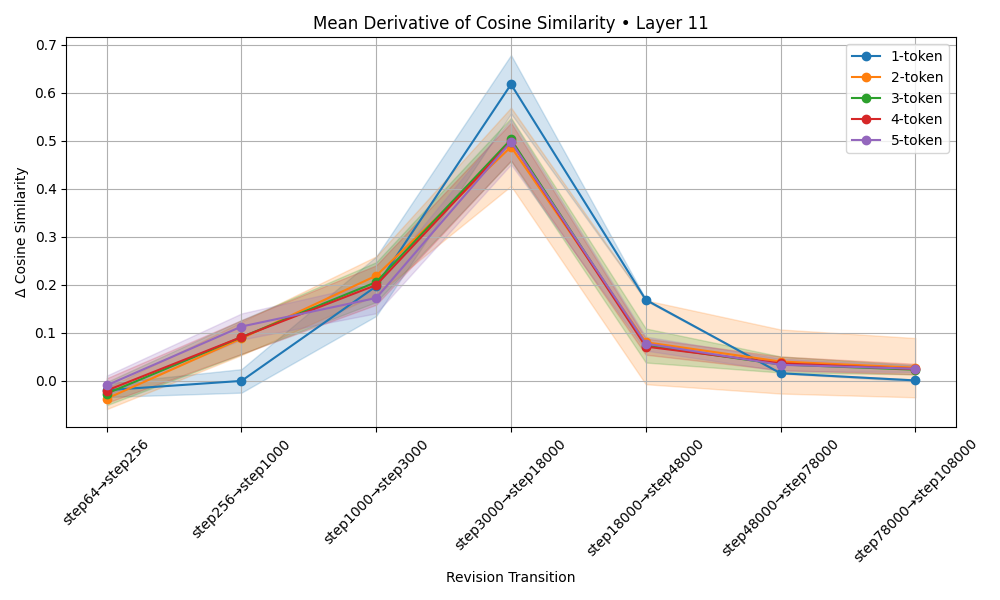 Mean Derivative of Cosine Similarity • Layer 11
Δ Cosine Similarity
0.7
0.6
0.5
0.4
0.3
0.2
0.1
0.0
1-token
2-token
3-token
4-token
5-token
step64→step256
step256→step1000
step1000→step3000
step3000→step18000
step18000→step48000
step48000→step78000
step78000→step108000
Revision Transition